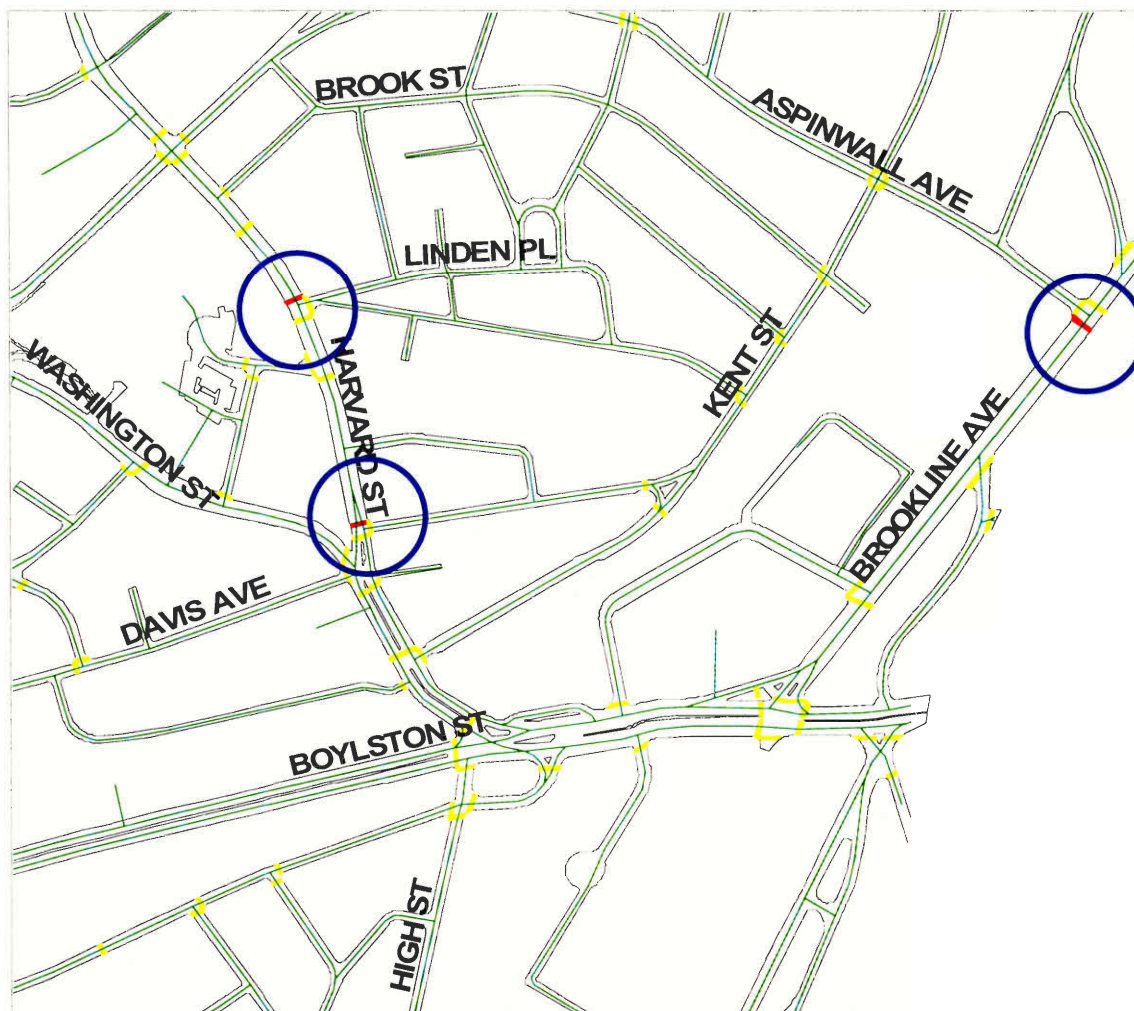 BROOK ST
ASPINWALL AVE
LINDEN PL
WASHINGTON ST
HARVARD ST
KENT ST
BROOKLINE AVE
DAVIS AVE
BOYLSTON ST
HIGH ST